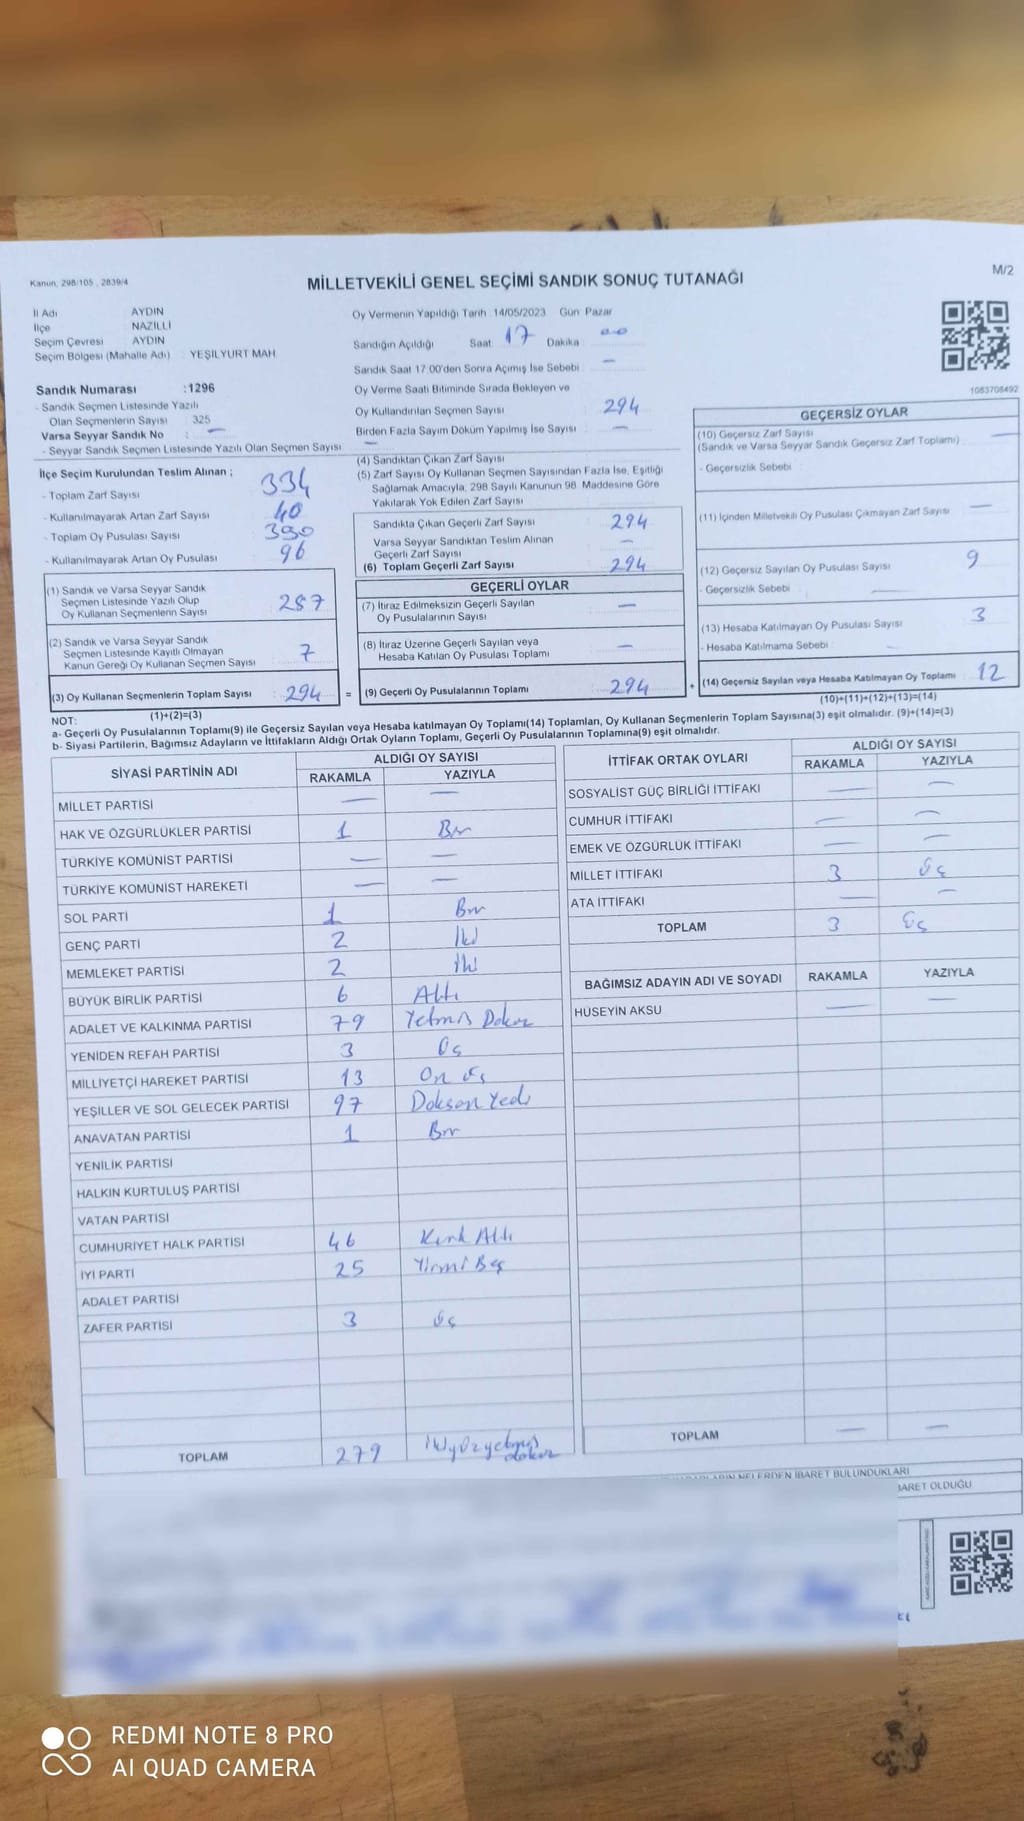 Kanun, 298/105 , 2839/4
MİLLETVEKİLİ GENEL SEÇİMİ SANDIK SONUÇ TUTANAĞI
M/2
İl Adı AYDIN
İlçe NAZİLLİ
Seçim Çevresi AYDIN
Seçim Bölgesi (Mahalle Adı) : YEŞİLYURT MAH.
Sandık Numarası :1296
- Sandık Seçmen Listesinde Yazılı
Olan Seçmenlerin Sayısı : 325
Varsa Seyyar Sandık No : —
- Seyyar Sandık Seçmen Listesinde Yazılı Olan Seçmen Sayısı : —
İlçe Seçim Kurulundan Teslim Alınan ;
- Toplam Zarf Sayısı 334
- Kullanılmayarak Artan Zarf Sayısı 40
- Toplam Oy Pusulası Sayısı 390
- Kullanılmayarak Artan Oy Pusulası 96
(1) Sandık ve Varsa Seyyar Sandık
Seçmen Listesinde Yazılı Olup
Oy Kullanan Seçmenlerin Sayısı 287
(2) Sandık ve Varsa Seyyar Sandık
Seçmen Listesinde Kayıtlı Olmayan
Kanun Gereği Oy Kullanan Seçmen Sayısı 7
(3) Oy Kullanan Seçmenlerin Toplam Sayısı 294 =
(1)+(2)=(3)
Oy Vermenin Yapıldığı Tarih 14/05/2023 Gün Pazar
Sandığın Açıldığı Saat 17 Dakika 00
Sandık Saat 17:00'den Sonra Açımış İse Sebebi : —
Oy Verme Saati Bitiminde Sırada Bekleyen ve
Oy Kullandırılan Seçmen Sayısı 294
Birden Fazla Sayım Döküm Yapılmış İse Sayısı —
(4) Sandıktan Çıkan Zarf Sayısı
(5) Zarf Sayısı Oy Kullanan Seçmen Sayısından Fazla İse, Eşitliği
Sağlamak Amacıyla, 298 Sayılı Kanunun 98. Maddesine Göre
Yakılarak Yok Edilen Zarf Sayısı
Sandıkta Çıkan Geçerli Zarf Sayısı 294
Varsa Seyyar Sandıktan Teslim Alınan
Geçerli Zarf Sayısı —
(6) Toplam Geçerli Zarf Sayısı 294
GEÇERLİ OYLAR
(7) İtiraz Edilmeksizin Geçerli Sayılan
Oy Pusulalarının Sayısı —
(8) İtiraz Üzerine Geçerli Sayılan veya
Hesaba Katılan Oy Pusulası Toplamı —
(9) Geçerli Oy Pusulalarının Toplamı 294 +
1083708492
GEÇERSİZ OYLAR
(10) Geçersiz Zarf Sayısı —
(Sandık ve Varsa Seyyar Sandık Geçersiz Zarf Toplamı)
- Geçersizlik Sebebi :
(11) İçinden Milletvekili Oy Pusulası Çıkmayan Zarf Sayısı —
(12) Geçersiz Sayılan Oy Pusulası Sayısı 9
- Geçersizlik Sebebi : —
(13) Hesaba Katılmayan Oy Pusulası Sayısı 3
- Hesaba Katılmama Sebebi :
(14) Geçersiz Sayılan veya Hesaba Katılmayan Oy Toplamı 12
(10)+(11)+(12)+(13)=(14)
NOT:
a- Geçerli Oy Pusulalarının Toplamı(9) ile Geçersiz Sayılan veya Hesaba katılmayan Oy Toplamı(14) Toplamları, Oy Kullanan Seçmenlerin Toplam Sayısına(3) eşit olmalıdır. (9)+(14)=(3)
b- Siyasi Partilerin, Bağımsız Adayların ve İttifakların Aldığı Ortak Oyların Toplamı, Geçerli Oy Pusulalarının Toplamına(9) eşit olmalıdır.
SİYASİ PARTİNİN ADI ALDIĞI OY SAYISI
RAKAMLA YAZIYLA
MİLLET PARTİSİ — —
HAK VE ÖZGÜRLÜKLER PARTİSİ 1 Bir
TÜRKİYE KOMÜNİST PARTİSİ — —
TÜRKİYE KOMÜNİST HAREKETİ — —
SOL PARTİ 1 Bir
GENÇ PARTİ 2 İki
MEMLEKET PARTİSİ 2 İki
BÜYÜK BİRLİK PARTİSİ 6 Altı
ADALET VE KALKINMA PARTİSİ 79 Yetmiş Dokuz
YENİDEN REFAH PARTİSİ 3 Üç
MİLLİYETÇİ HAREKET PARTİSİ 13 On üç
YEŞİLLER VE SOL GELECEK PARTİSİ 97 Doksan Yedi
ANAVATAN PARTİSİ 1 Bir
YENİLİK PARTİSİ
HALKIN KURTULUŞ PARTİSİ
VATAN PARTİSİ
CUMHURİYET HALK PARTİSİ 46 Kırk Altı
İYİ PARTİ 25 Yirmi Beş
ADALET PARTİSİ
ZAFER PARTİSİ 3 üç
TOPLAM 279 ikiyüzyetmiş dokuz
İTTİFAK ORTAK OYLARI ALDIĞI OY SAYISI
RAKAMLA YAZIYLA
SOSYALİST GÜÇ BİRLİĞİ İTTİFAKI — —
CUMHUR İTTİFAKI — —
EMEK VE ÖZGÜRLÜK İTTİFAKI — —
MİLLET İTTİFAKI 3 üç
ATA İTTİFAKI — —
TOPLAM 3 üç
BAĞIMSIZ ADAYIN ADI VE SOYADI RAKAMLA YAZIYLA
HÜSEYİN AKSU — —
TOPLAM — —
NELERDEN İBARET BULUNDUKLARI
İBARET OLDUĞU
REDMI NOTE 8 PRO
AI QUAD CAMERA